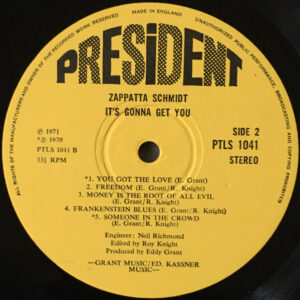 MADE IN ENGLAND
ALL RIGHTS OF THE MANUFACTURERS AND OWNER OF THE RECORDED WORK RESERVED
UNAUTHORIZED PUBLIC PERFORMANCE, BROADCASTING AND COPYING PROHIBITED
PRESiDENT
ZAPPATTA SCHMIDT
IT'S GONNA GET YOU
℗ 1971
*℗ 1970
PTLS 1041 B
33⅓ RPM
SIDE 2
PTLS 1041
STEREO
*1. YOU GOT THE LOVE (E. Grant)
2. FREEDOM (E. Grant/R. Knight)
3. MONEY IS THE ROOT OF ALL EVIL
(E. Grant/R. Knight)
4. FRANKENSTEIN BLUES (E. Grant/R. Knight)
*5. SOMEONE IN THE CROWD
(E. Grant/R. Knight)
Engineer: Neil Richmond
Edited by Roy Knight
Produced by Eddy Grant
—GRANT MUSIC/ED. KASSNER
MUSIC—